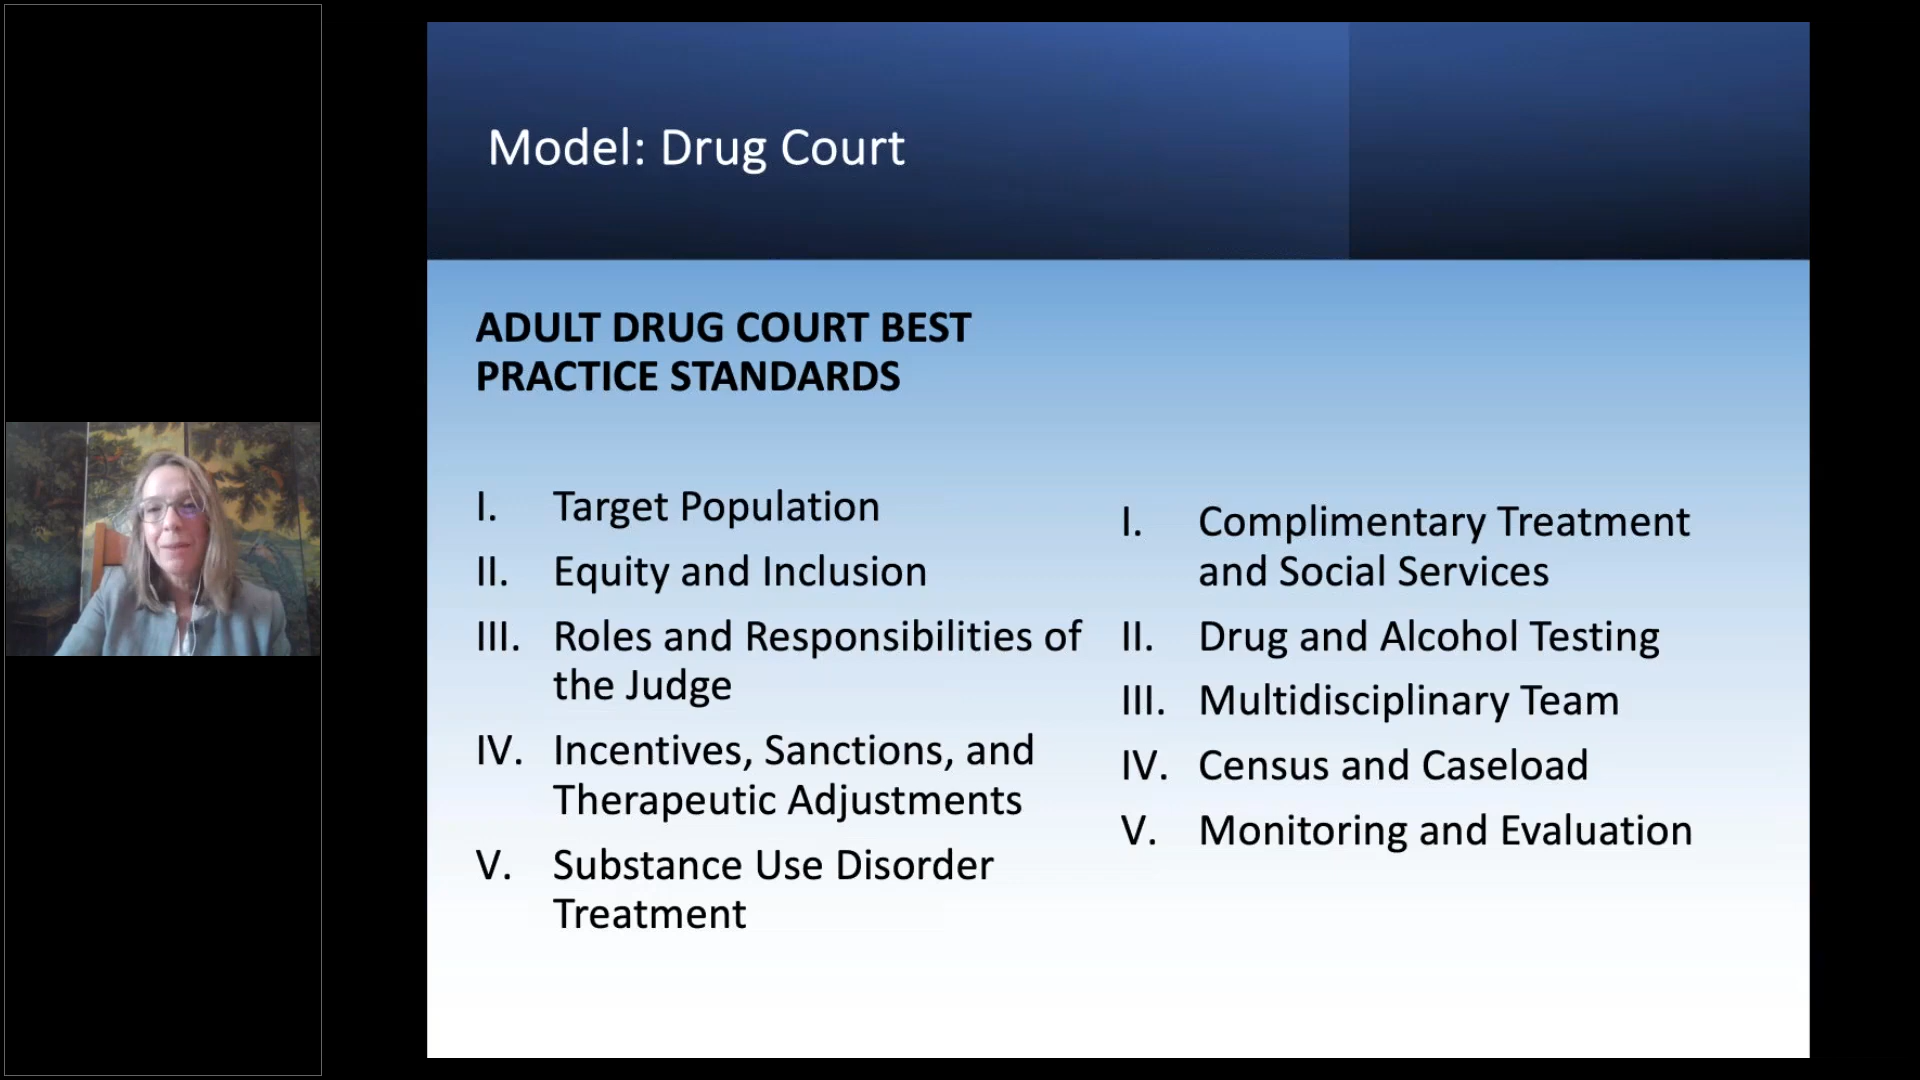 Model: Drug Court
ADULT DRUG COURT BEST
PRACTICE STANDARDS
I. Target Population
II. Equity and Inclusion
III. Roles and Responsibilities of
the Judge
IV. Incentives, Sanctions, and
Therapeutic Adjustments
V. Substance Use Disorder
Treatment
I. Complimentary Treatment
and Social Services
II. Drug and Alcohol Testing
III. Multidisciplinary Team
IV. Census and Caseload
V. Monitoring and Evaluation